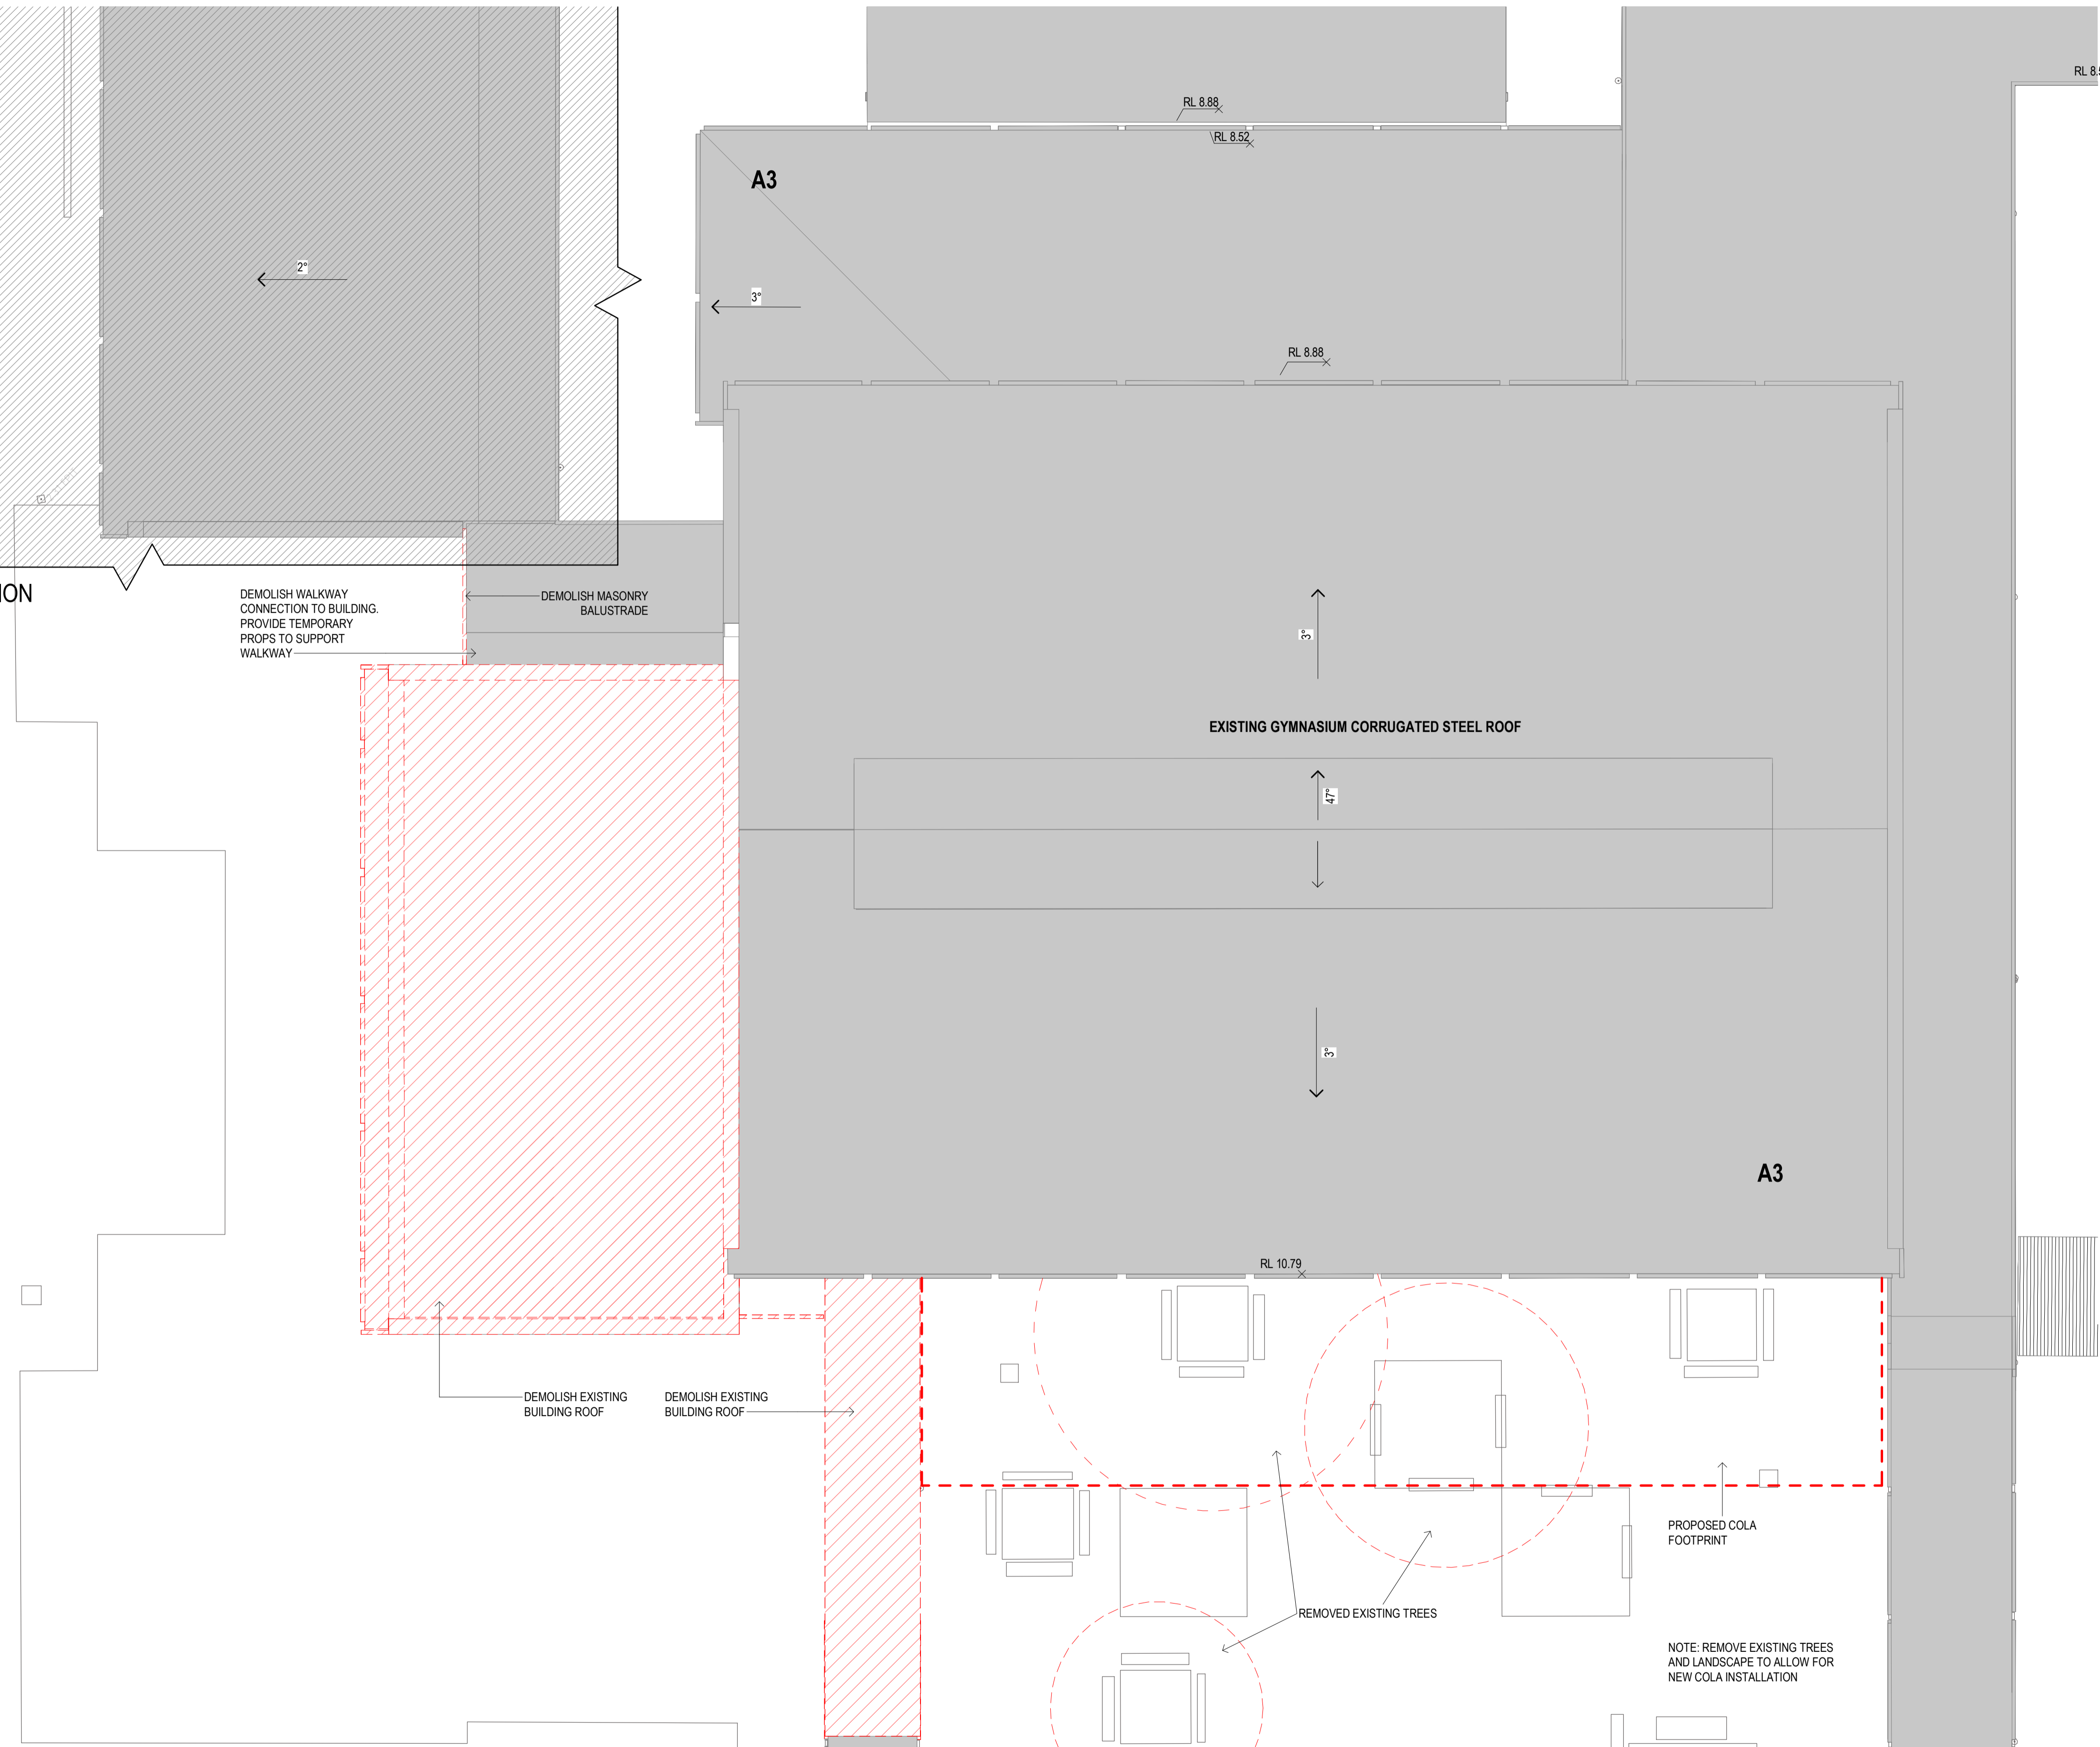 RL 8.88
RL 8.52
A3
2°
3°
RL 8.88
DEMOLISH WALKWAY
CONNECTION TO BUILDING.
PROVIDE TEMPORARY
PROPS TO SUPPORT
WALKWAY
DEMOLISH MASONRY
BALUSTRADE
3°
EXISTING GYMNASIUM CORRUGATED STEEL ROOF
47°
3°
A3
RL 10.79
DEMOLISH EXISTING
BUILDING ROOF
DEMOLISH EXISTING
BUILDING ROOF
PROPOSED COLA
FOOTPRINT
REMOVED EXISTING TREES
NOTE: REMOVE EXISTING TREES
AND LANDSCAPE TO ALLOW FOR
NEW COLA INSTALLATION